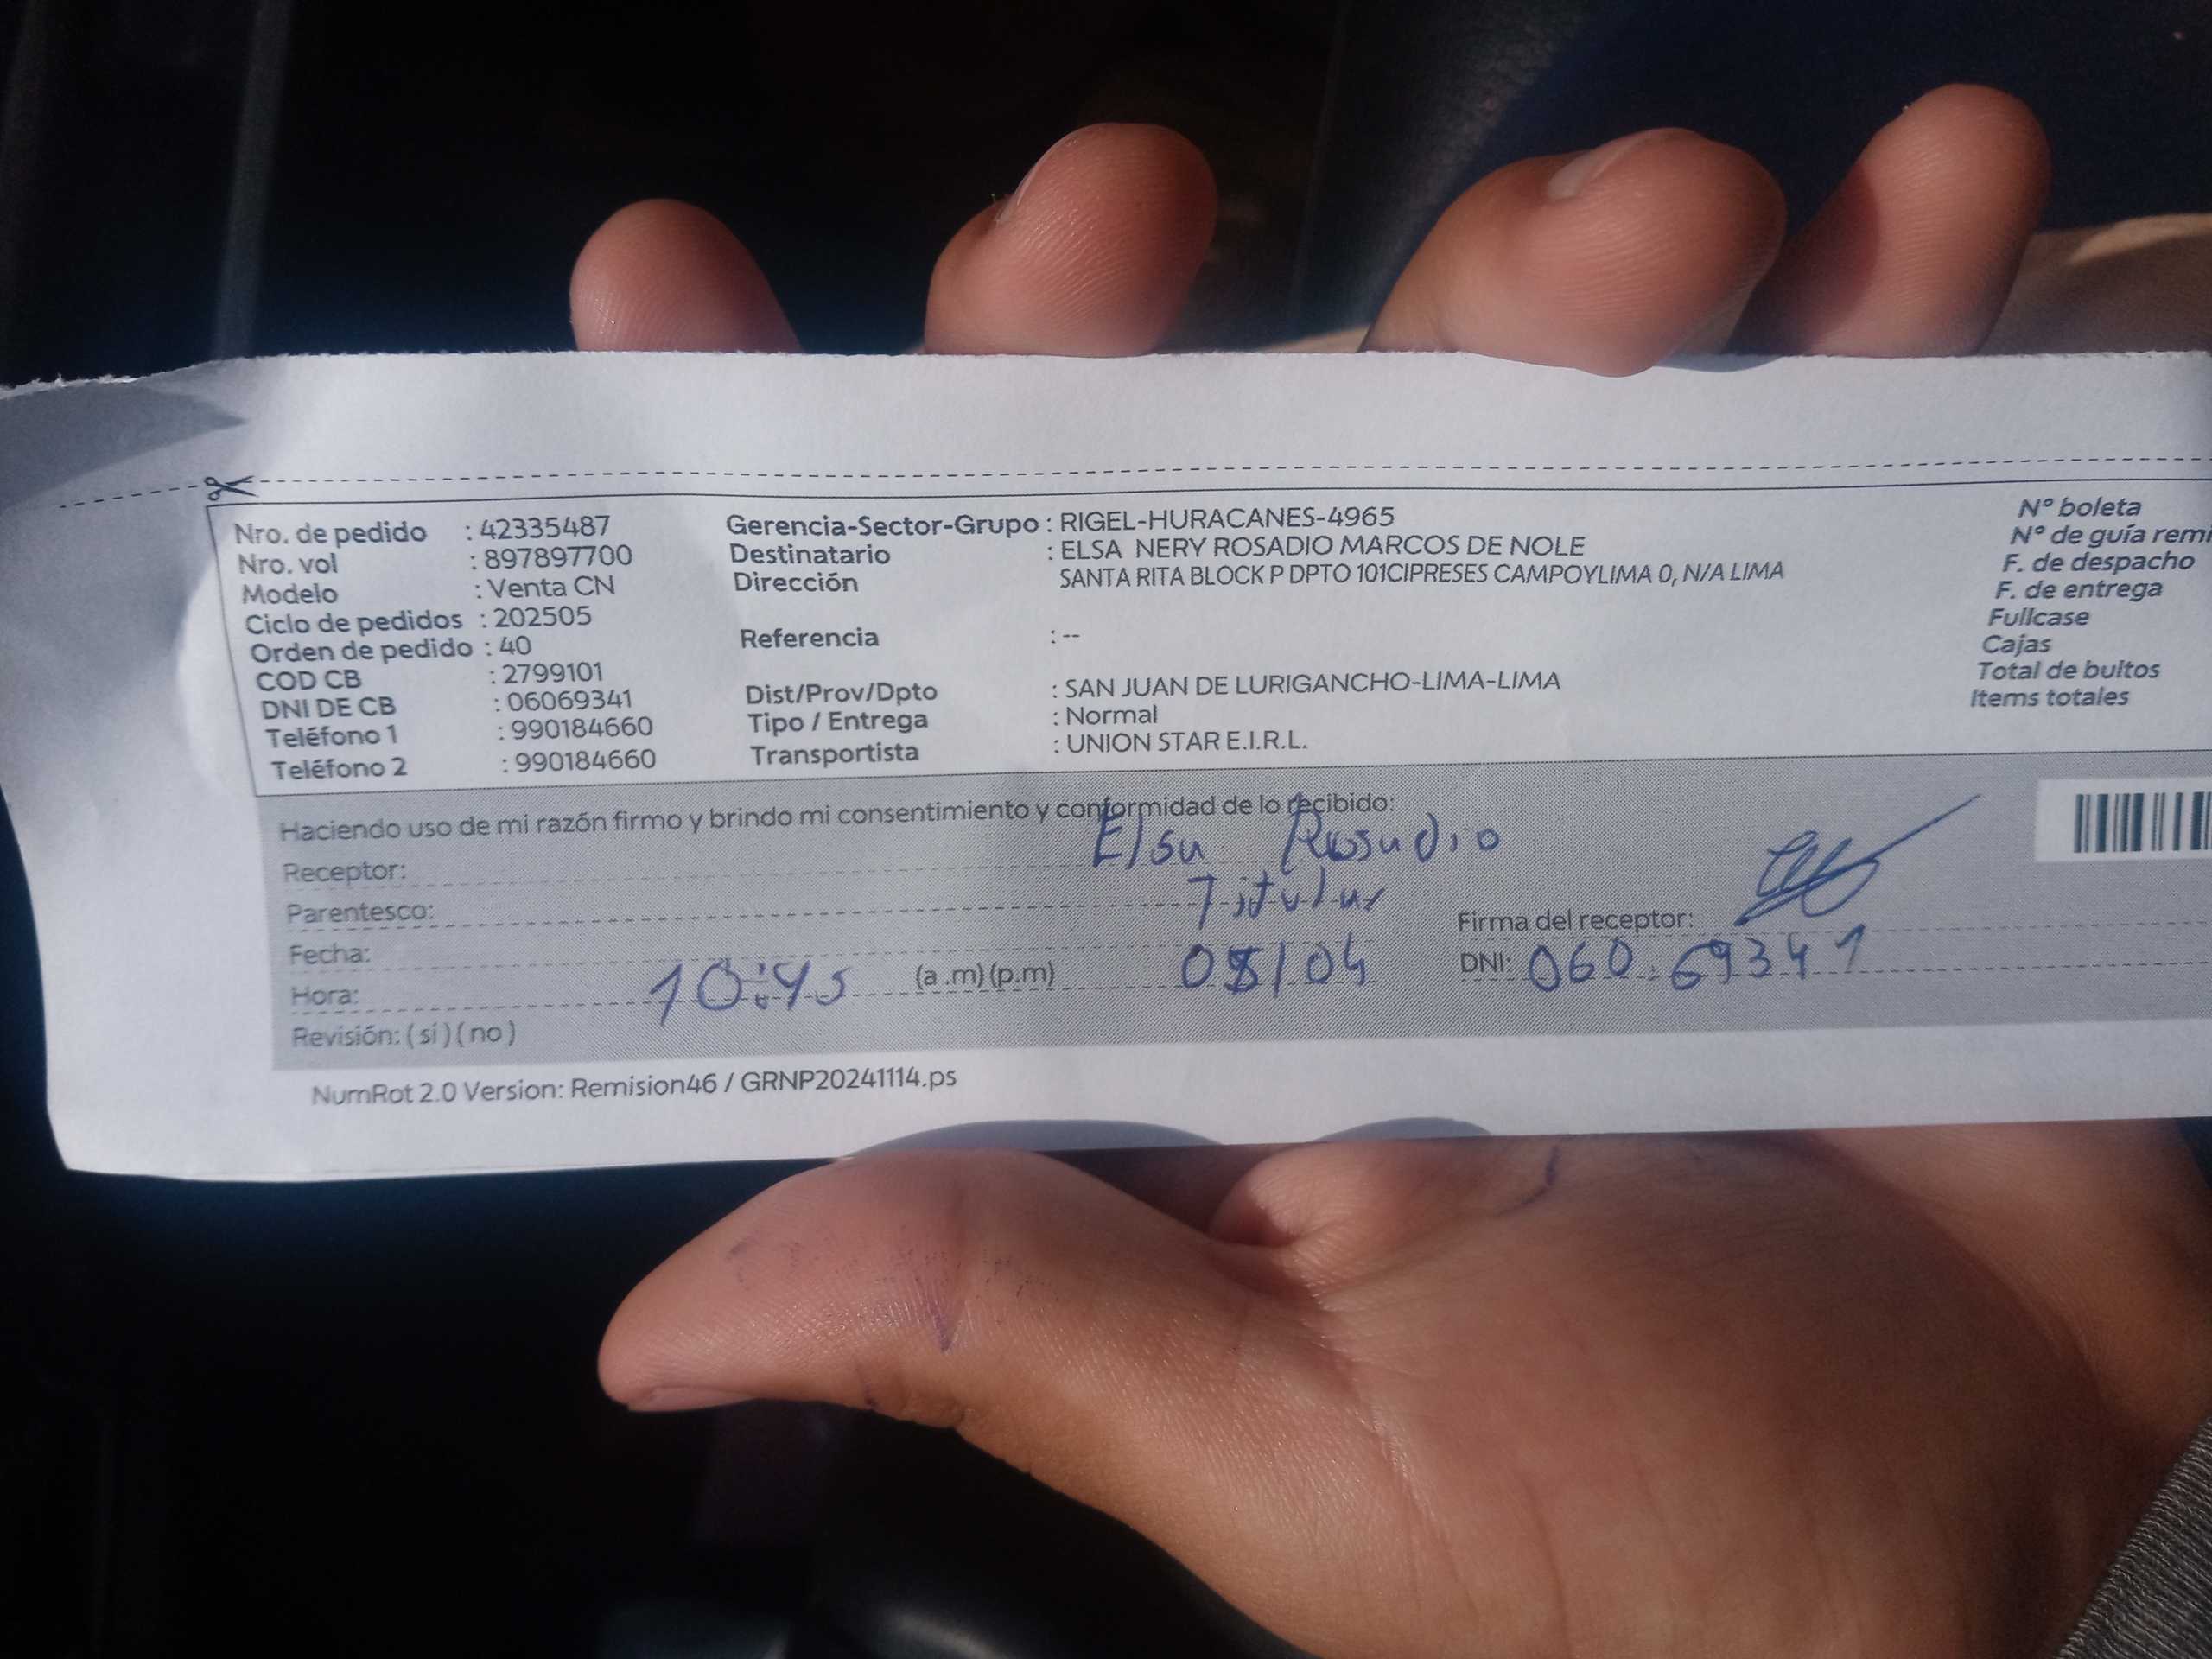 Nro. de pedido : 42335487
Nro. vol : 897897700
Modelo : Venta CN
Ciclo de pedidos : 202505
Orden de pedido : 40
COD CB : 2799101
DNI DE CB : 06069341
Teléfono 1 : 990184660
Teléfono 2 : 990184660
Gerencia-Sector-Grupo : RIGEL-HURACANES-4965
Destinatario : ELSA NERY ROSADIO MARCOS DE NOLE
Dirección SANTA RITA BLOCK P DPTO 101CIPRESES CAMPOYLIMA 0, N/A LIMA
Referencia : --
Dist/Prov/Dpto : SAN JUAN DE LURIGANCHO-LIMA-LIMA
Tipo / Entrega : Normal
Transportista : UNION STAR E.I.R.L.
N° boleta
N° de guía remi
F. de despacho
F. de entrega
Fullcase
Cajas
Total de bultos
Items totales
Haciendo uso de mi razón firmo y brindo mi consentimiento y conformidad de lo recibido:
Receptor: Elsa Rosadio
Parentesco: Titular
Fecha: 08/04
Hora: 10:45 (a.m) (p.m)
Revisión: ( si ) ( no )
Firma del receptor:
DNI: 06069341
NumRot 2.0 Version: Remision46 / GRNP20241114.ps